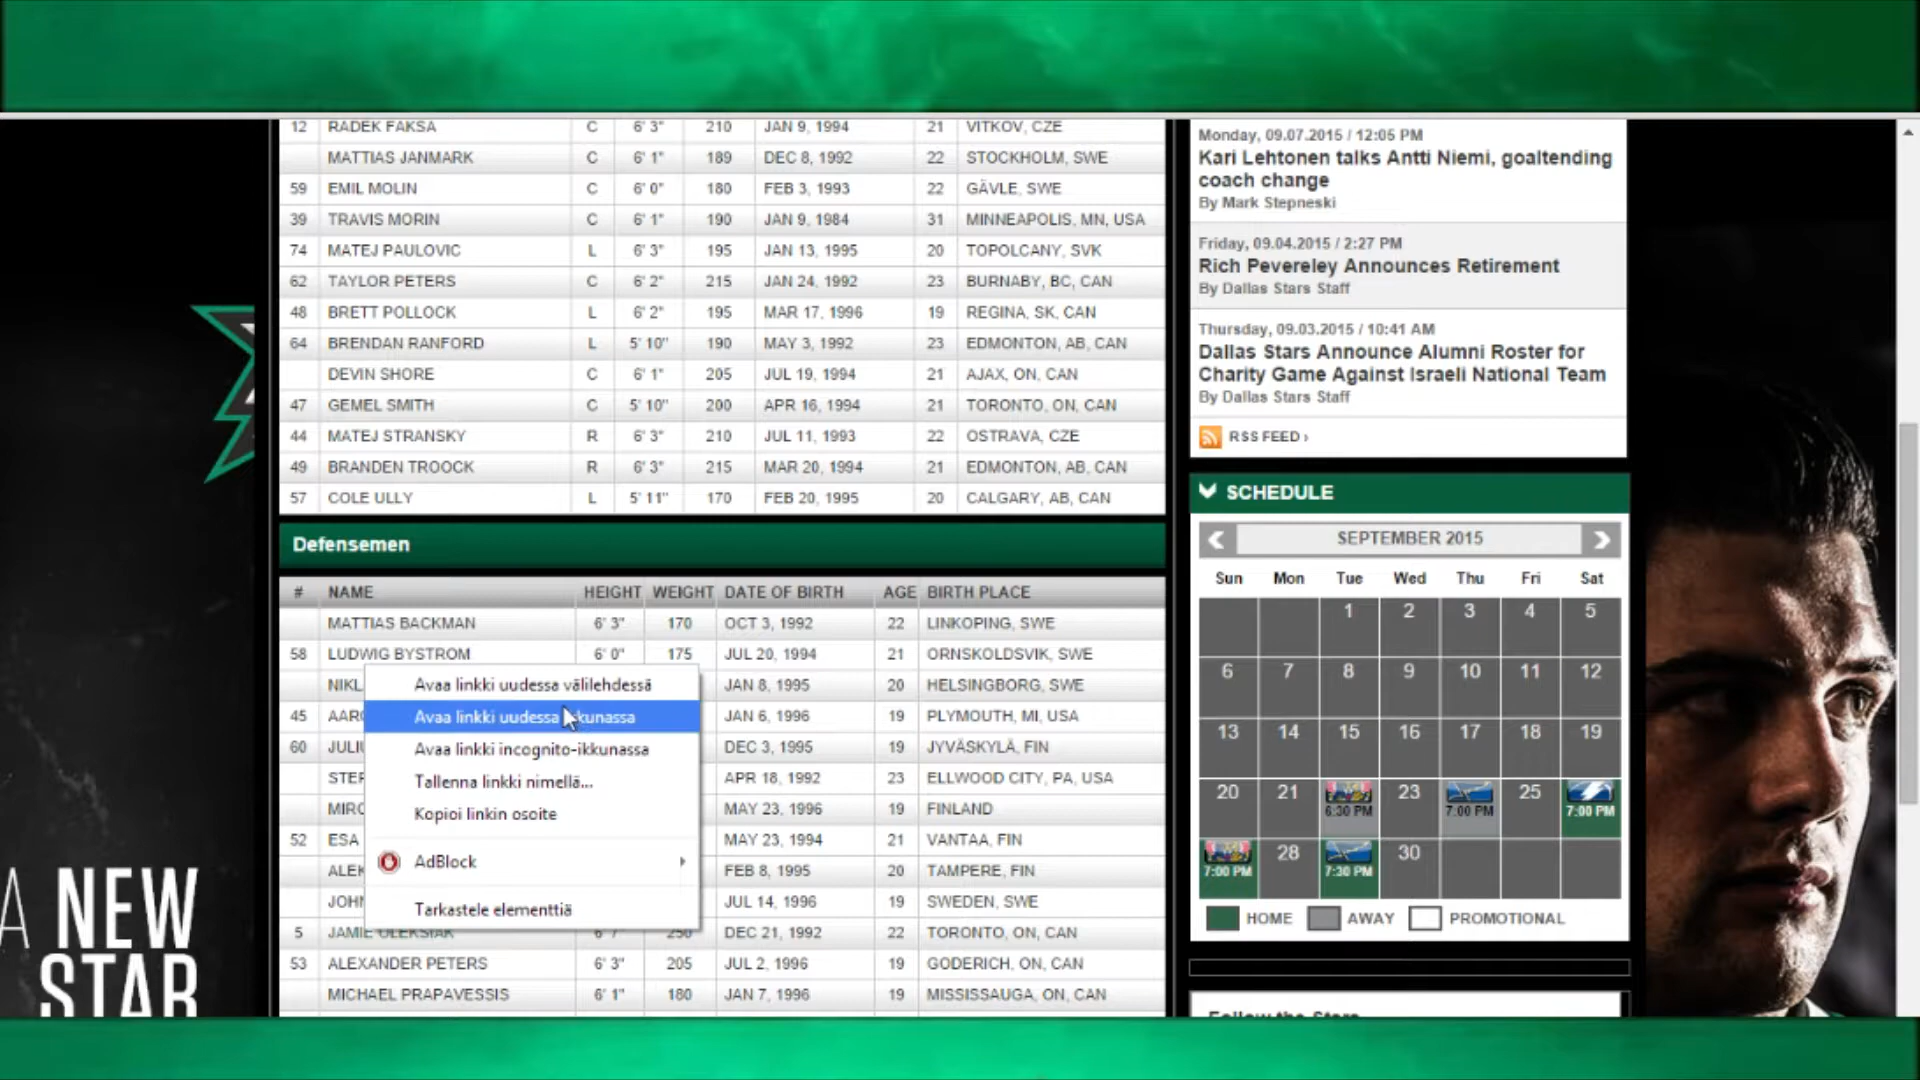 12 RADEK FAKSA C 6' 3" 210 JAN 9, 1994 21 VITKOV, CZE
MATTIAS JANMARK C 6' 1" 189 DEC 8, 1992 22 STOCKHOLM, SWE
59 EMIL MOLIN C 6' 0" 180 FEB 3, 1993 22 GÄVLE, SWE
39 TRAVIS MORIN C 6' 1" 190 JAN 9, 1984 31 MINNEAPOLIS, MN, USA
74 MATEJ PAULOVIC L 6' 3" 195 JAN 13, 1995 20 TOPOLCANY, SVK
62 TAYLOR PETERS C 6' 2" 215 JAN 24, 1992 23 BURNABY, BC, CAN
48 BRETT POLLOCK L 6' 2" 195 MAR 17, 1996 19 REGINA, SK, CAN
64 BRENDAN RANFORD L 5' 10" 190 MAY 3, 1992 23 EDMONTON, AB, CAN
DEVIN SHORE C 6' 1" 205 JUL 19, 1994 21 AJAX, ON, CAN
47 GEMEL SMITH C 5' 10" 200 APR 16, 1994 21 TORONTO, ON, CAN
44 MATEJ STRANSKY R 6' 3" 210 JUL 11, 1993 22 OSTRAVA, CZE
49 BRANDEN TROOCK R 6' 3" 215 MAR 20, 1994 21 EDMONTON, AB, CAN
57 COLE ULLY L 5' 11" 170 FEB 20, 1995 20 CALGARY, AB, CAN
Defensemen
# NAME HEIGHT WEIGHT DATE OF BIRTH AGE BIRTH PLACE
MATTIAS BACKMAN 6' 3" 170 OCT 3, 1992 22 LINKOPING, SWE
58 LUDWIG BYSTROM 6' 0" 175 JUL 20, 1994 21 ORNSKOLDSVIK, SWE
NIKL JAN 8, 1995 20 HELSINGBORG, SWE
45 AARO JAN 6, 1996 19 PLYMOUTH, MI, USA
60 JULIU DEC 3, 1995 19 JYVÄSKYLÄ, FIN
STEP APR 18, 1992 23 ELLWOOD CITY, PA, USA
MIRO MAY 23, 1996 19 FINLAND
52 ESA MAY 23, 1994 21 VANTAA, FIN
ALEK FEB 8, 1995 20 TAMPERE, FIN
JOHN JUL 14, 1996 19 SWEDEN, SWE
5 JAMIE OLEKSIAK 6' 7" 250 DEC 21, 1992 22 TORONTO, ON, CAN
53 ALEXANDER PETERS 6' 3" 205 JUL 2, 1996 19 GODERICH, ON, CAN
MICHAEL PRAPAVESSIS 6' 1" 180 JAN 7, 1996 19 MISSISSAUGA, ON, CAN
Avaa linkki uudessa välilehdessä
Avaa linkki uudessa
Avaa linkki incognito-ikkunassa
Tallenna linkki nimellä...
Kopioi linkin osoite
AdBlock
Tarkastele elementtiä
Monday, 09.07.2015 / 12:05 PM
Kari Lehtonen talks Antti Niemi, goaltending
coach change
By Mark Stepneski
Friday, 09.04.2015 / 2:27 PM
Rich Peverley Announces Retirement
By Dallas Stars Staff
Thursday, 09.03.2015 / 10:41 AM
Dallas Stars Announce Alumni Roster for
Charity Game Against Israeli National Team
By Dallas Stars Staff
RSS FEED ›
SCHEDULE
SEPTEMBER 2015
Sun Mon Tue Wed Thu Fri Sat
1 2 3 4 5
6 7 8 9 10 11 12
13 14 15 16 17 18 19
20 21 6:30 PM 23 7:00 PM 25 7:00 PM
7:00 PM 28 7:30 PM 30
HOME AWAY PROMOTIONAL
Follow the Stars
A NEW
STAR